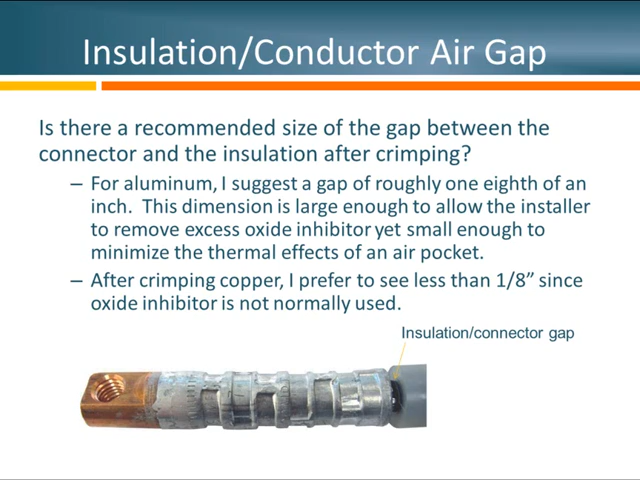 Insulation/Conductor Air Gap
Is there a recommended size of the gap between the
connector and the insulation after crimping?
– For aluminum, I suggest a gap of roughly one eighth of an
inch.  This dimension is large enough to allow the installer
to remove excess oxide inhibitor yet small enough to
minimize the thermal effects of an air pocket.
– After crimping copper, I prefer to see less than 1/8” since
oxide inhibitor is not normally used.
Insulation/connector gap